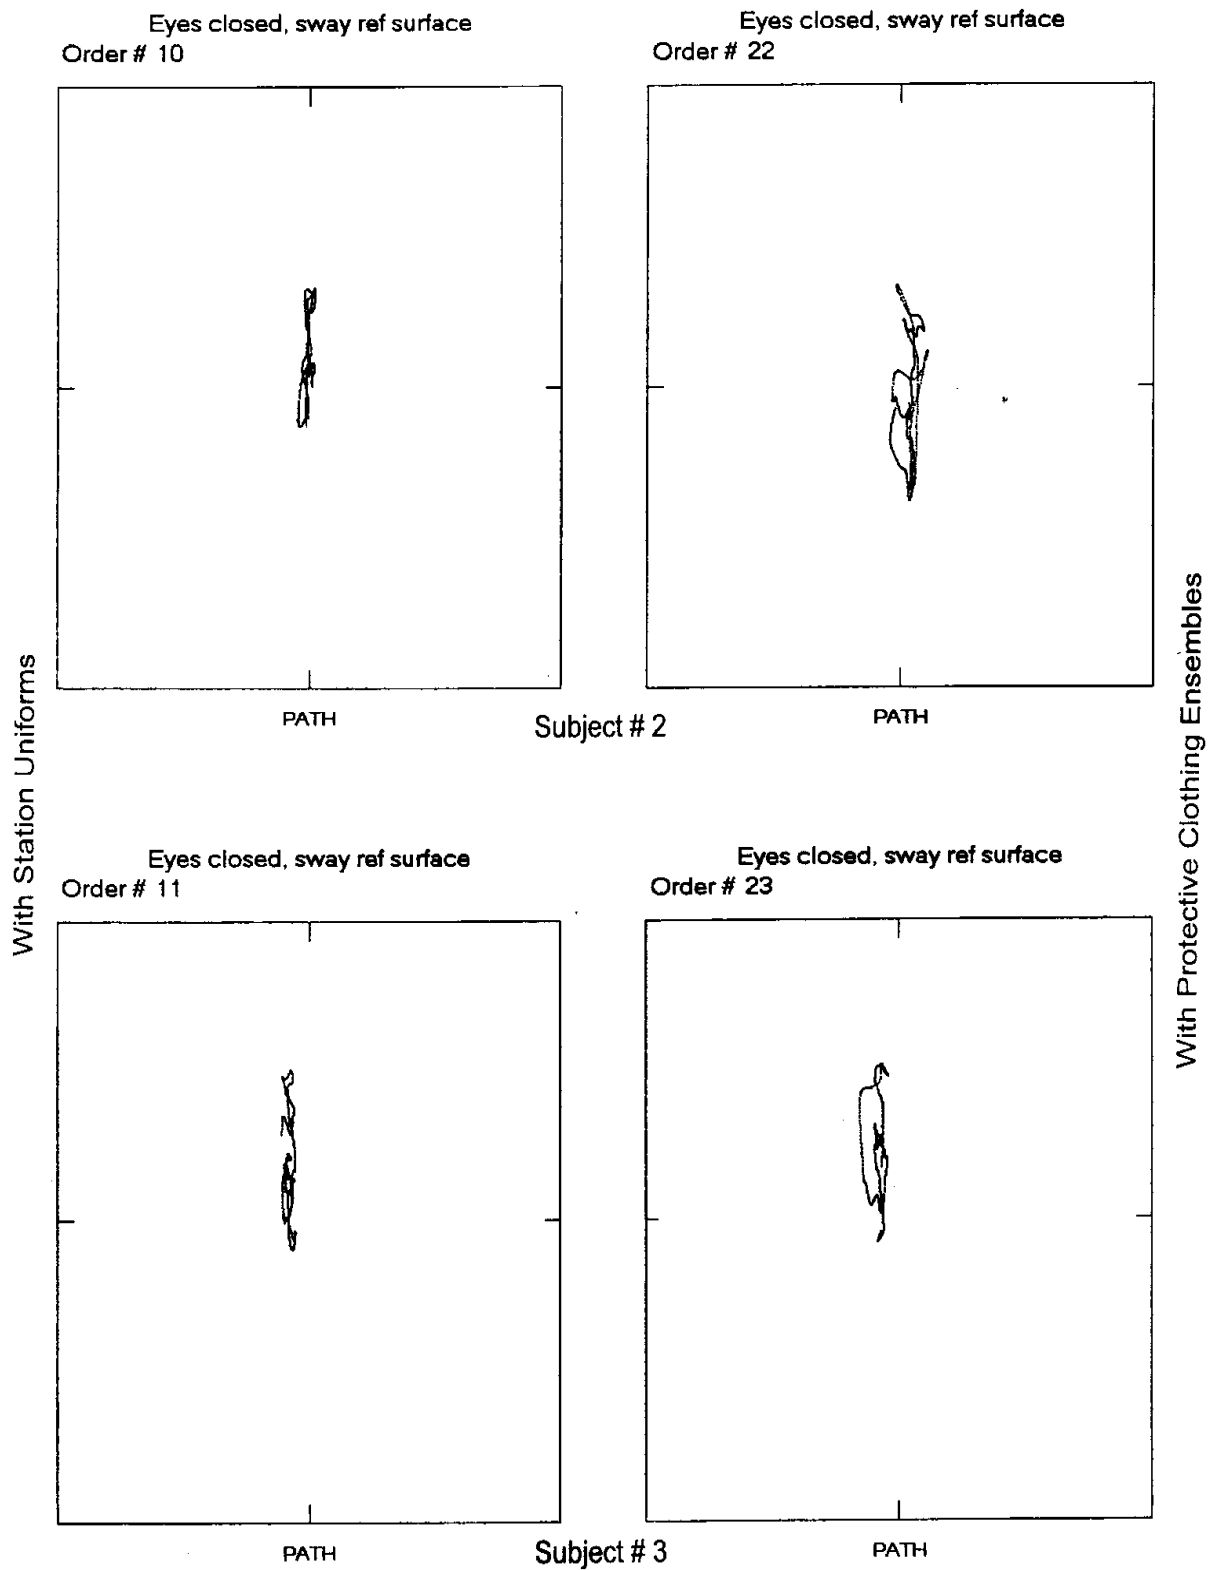 Eyes closed, sway ref surface
Order # 10
Eyes closed, sway ref surface
Order # 22
PATH
Subject # 2
PATH
With Station Uniforms
With Protective Clothing Ensembles
Eyes closed, sway ref surface
Order # 11
Eyes closed, sway ref surface
Order # 23
PATH
Subject # 3
PATH